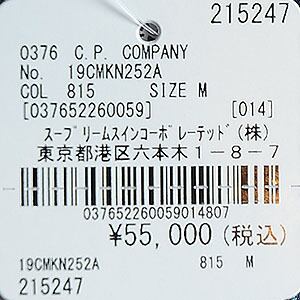 215247
0376 C.P. COMPANY
No. 19CMKN252A
COL 815 SIZE M
[037652260059] [014]
スープリームスインコーポレーテッド(株)
東京都港区六本木1-8-7
037652260059014807
¥55,000(税込)
19CMKN252A 815 M
215247